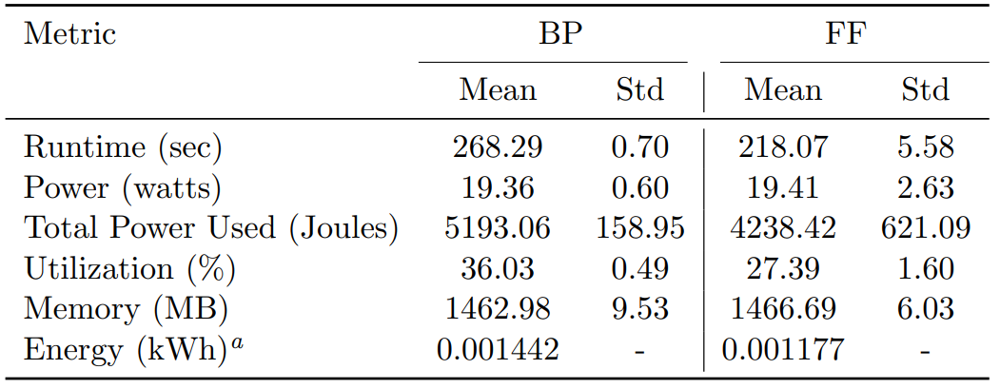 Metric BP FF
Mean Std Mean Std
Runtime (sec) 268.29 0.70 218.07 5.58
Power (watts) 19.36 0.60 19.41 2.63
Total Power Used (Joules) 5193.06 158.95 4238.42 621.09
Utilization (%) 36.03 0.49 27.39 1.60
Memory (MB) 1462.98 9.53 1466.69 6.03
Energy (kWh)a 0.001442 - 0.001177 -